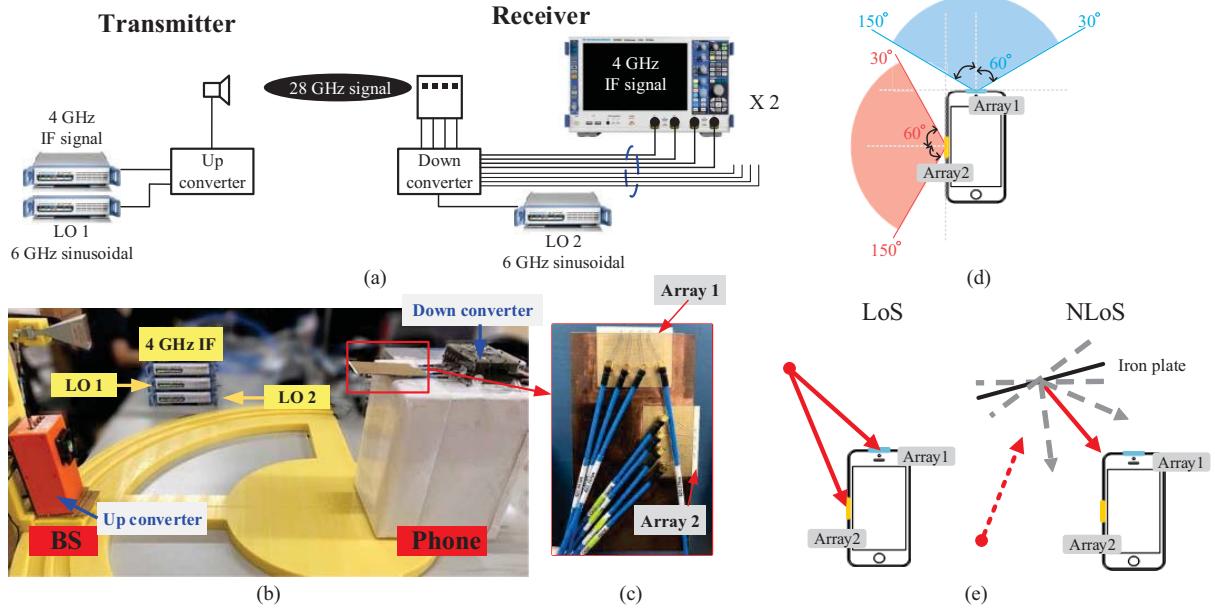 Transmitter
Receiver
4 GHz
IF signal
LO 1
6 GHz sinusoidal
Up
converter
28 GHz signal
Down
converter
4 GHz
IF signal
X 2
LO 2
6 GHz sinusoidal
(a)
150°
30°
30°
60°
Array1
60°
Array2
150°
(d)
4 GHz IF
LO 1
LO 2
Down converter
Up converter
BS
Phone
(b)
Array 1
Array 2
(c)
LoS
NLoS
Iron plate
Array1
Array2
Array1
Array2
(e)